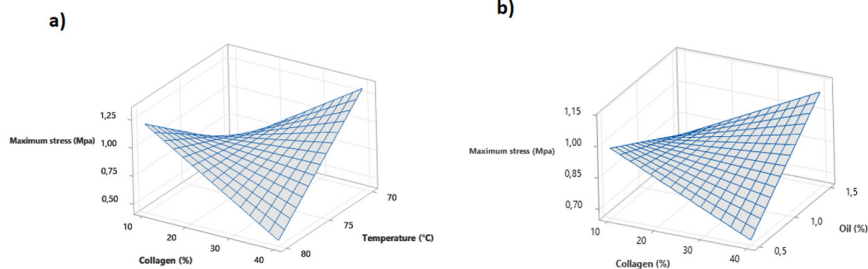 a)
1,25
Maximum stress (Mpa)
1,00
0,75
0,50
10
20
30
40
Collagen (%)
70
75
80
Temperature (°C)
b)
1,15
1,00
Maximum stress (Mpa)
0,85
0,70
10
20
30
40
Collagen (%)
1,5
1,0
0,5
Oil (%)